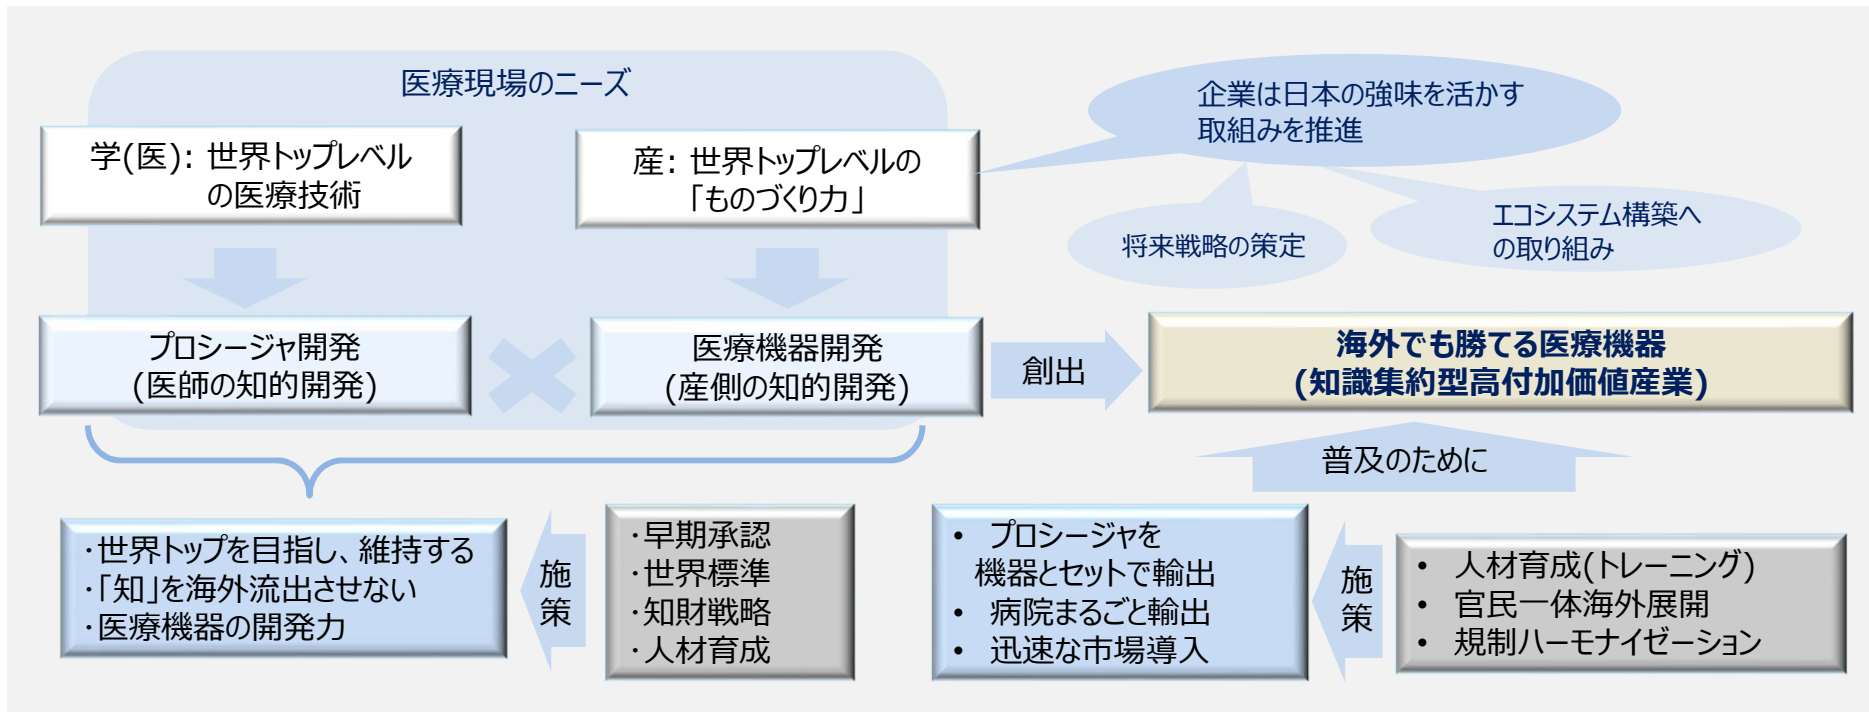 医療現場のニーズ
学(医): 世界トップレベル
の医療技術
産: 世界トップレベルの
「ものづくり力」
企業は日本の強味を活かす
取組みを推進
将来戦略の策定
エコシステム構築へ
の取り組み
プロシージャ開発
(医師の知的開発)
医療機器開発
(産側の知的開発)
創出
海外でも勝てる医療機器
(知識集約型高付加価値産業)
普及のために
・世界トップを目指し、維持する
・「知」を海外流出させない
・医療機器の開発力
施
策
・早期承認
・世界標準
・知財戦略
・人材育成
• プロシージャを
機器とセットで輸出
• 病院まるごと輸出
• 迅速な市場導入
施
策
• 人材育成(トレーニング)
• 官民一体海外展開
• 規制ハーモナイゼーション